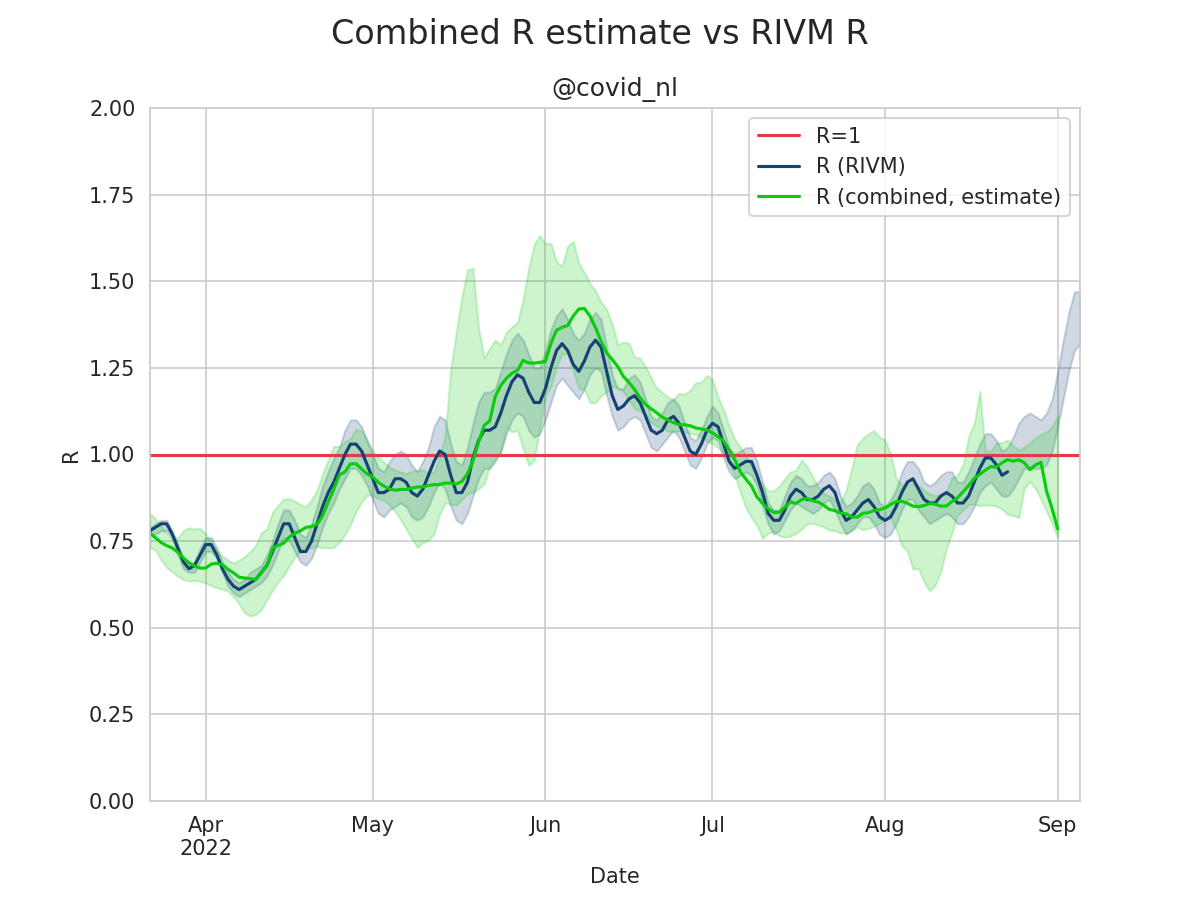 Combined R estimate vs RIVM R
@covid_nl
2.00
1.75
1.50
1.25
1.00
0.75
0.50
0.25
0.00
R
R=1
R (RIVM)
R (combined, estimate)
Apr May Jun Jul Aug Sep
2022
Date